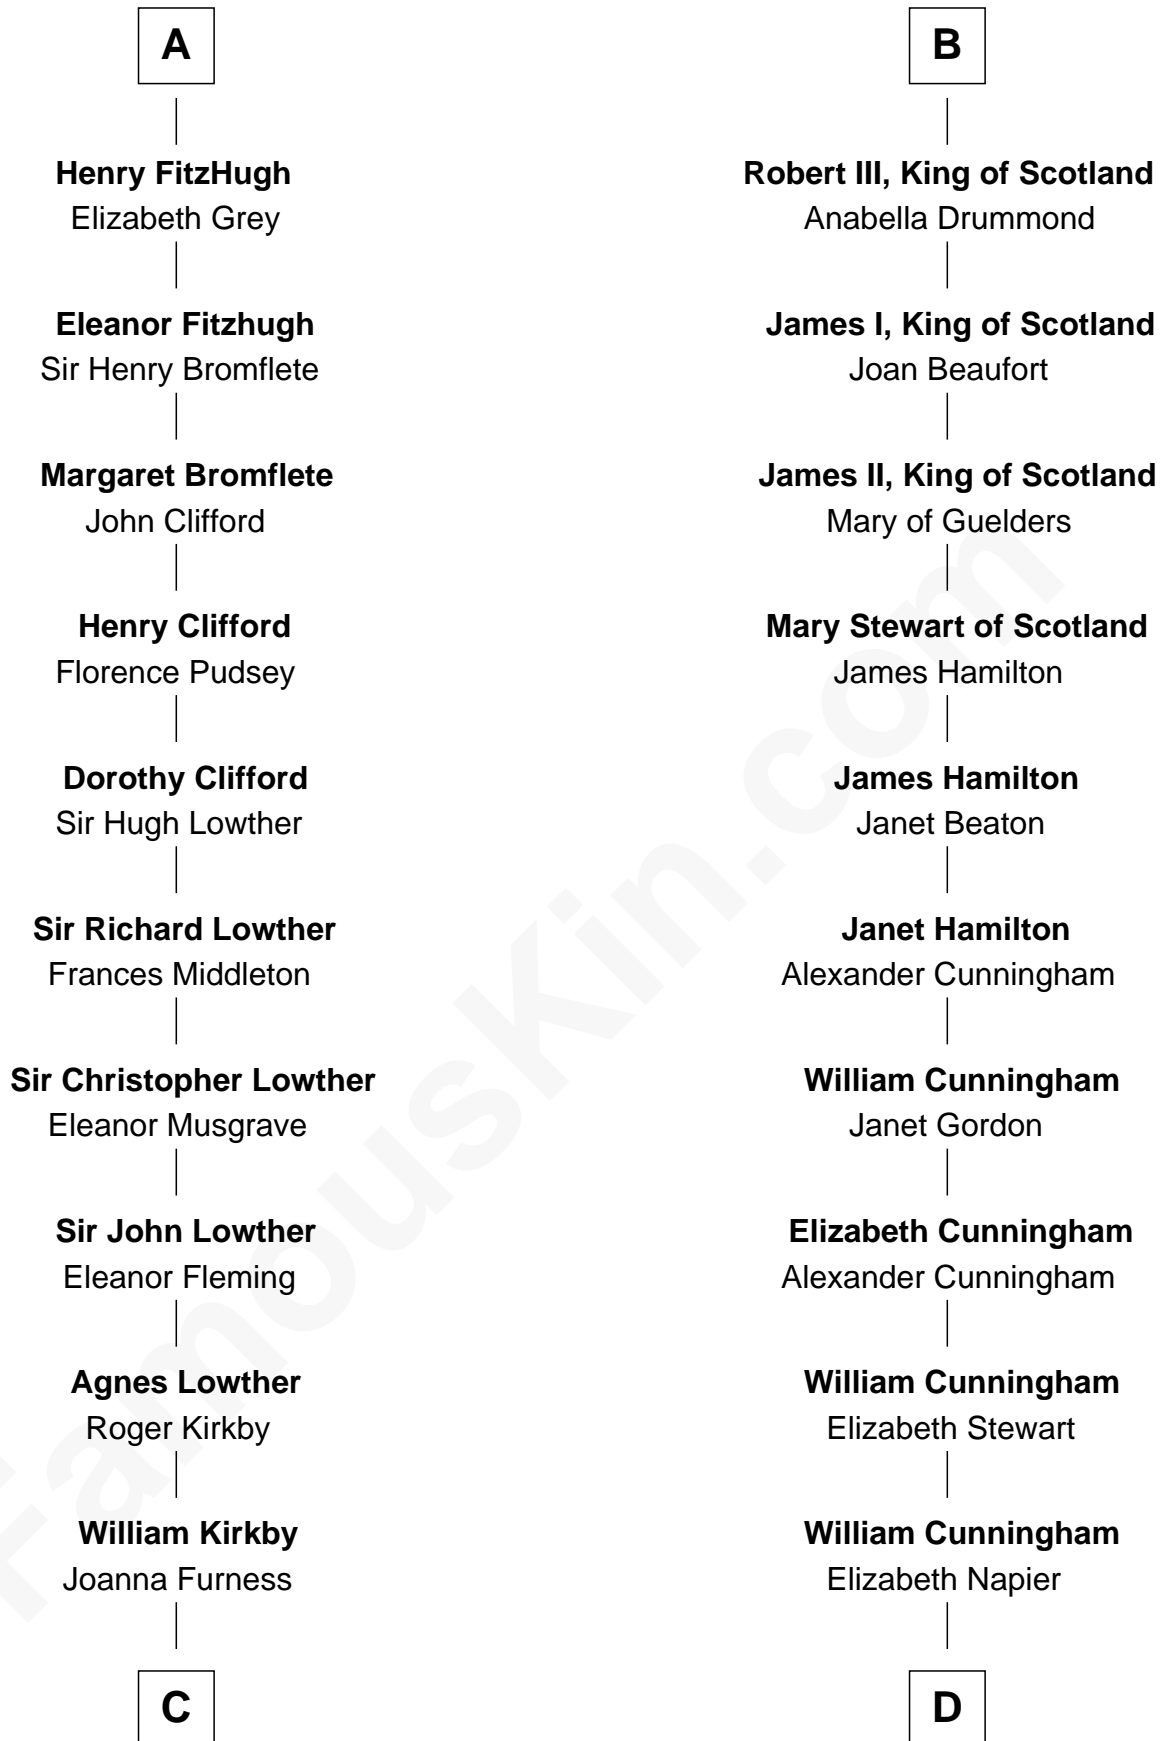 A
Henry FitzHugh
Elizabeth Grey
Eleanor Fitzhugh
Sir Henry Bromflete
Margaret Bromflete
John Clifford
Henry Clifford
Florence Pudsey
Dorothy Clifford
Sir Hugh Lowther
Sir Richard Lowther
Frances Middleton
Sir Christopher Lowther
Eleanor Musgrave
Sir John Lowther
Eleanor Fleming
Agnes Lowther
Roger Kirkby
William Kirkby
Joanna Furness
C
B
Robert III, King of Scotland
Anabella Drummond
James I, King of Scotland
Joan Beaufort
James II, King of Scotland
Mary of Guelders
Mary Stewart of Scotland
James Hamilton
James Hamilton
Janet Beaton
Janet Hamilton
Alexander Cunningham
William Cunningham
Janet Gordon
Elizabeth Cunningham
Alexander Cunningham
William Cunningham
Elizabeth Stewart
William Cunningham
Elizabeth Napier
D
FamousKin.com